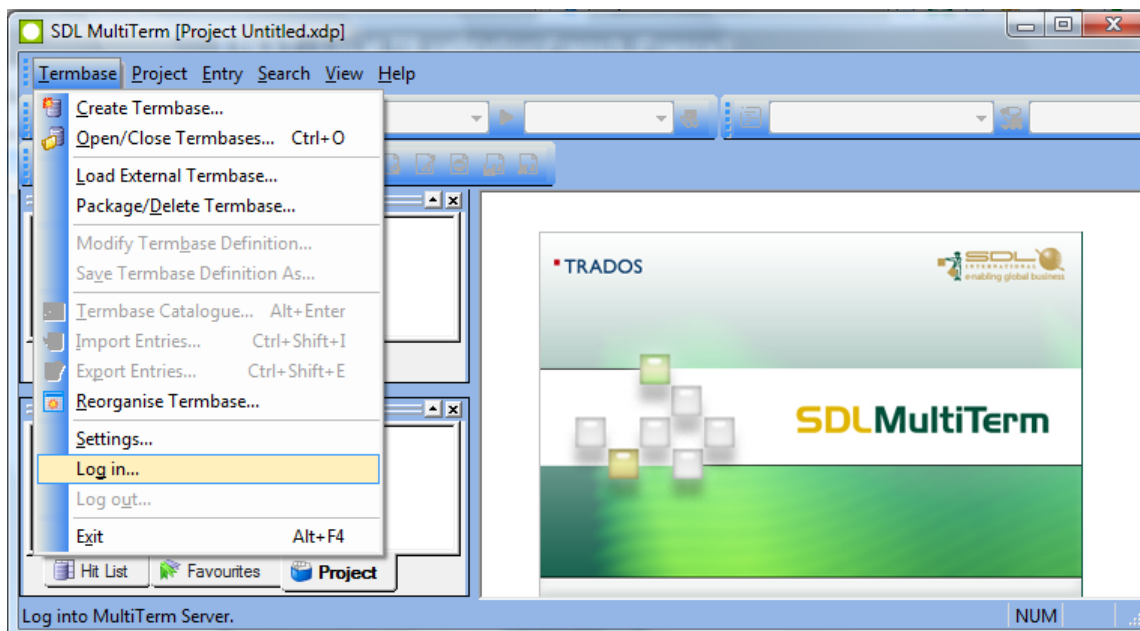 SDL MultiTerm [Project Untitled.xdp]
Termbase Project Entry Search View Help
Create Termbase...
Open/Close Termbases... Ctrl+O
Load External Termbase...
Package/Delete Termbase...
Modify Termbase Definition...
Save Termbase Definition As...
Termbase Catalogue... Alt+Enter
Import Entries... Ctrl+Shift+I
Export Entries... Ctrl+Shift+E
Reorganise Termbase...
Settings...
Log in...
Log out...
Exit Alt+F4
Hit List Favourites Project
TRADOS
SDL
INTERNATIONAL
enabling global business
SDLMultiTerm
Log into MultiTerm Server. NUM